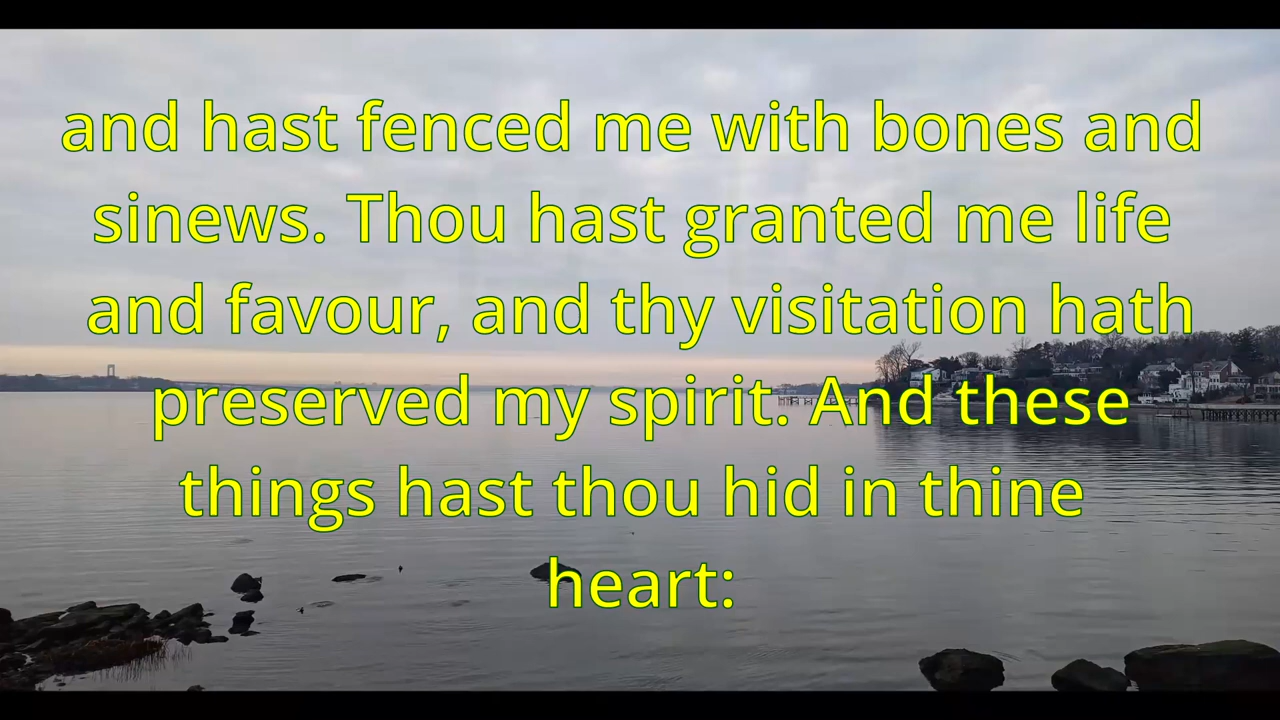 and hast fenced me with bones and
sinews. Thou hast granted me life
and favour, and thy visitation hath
preserved my spirit. And these
things hast thou hid in thine
heart: